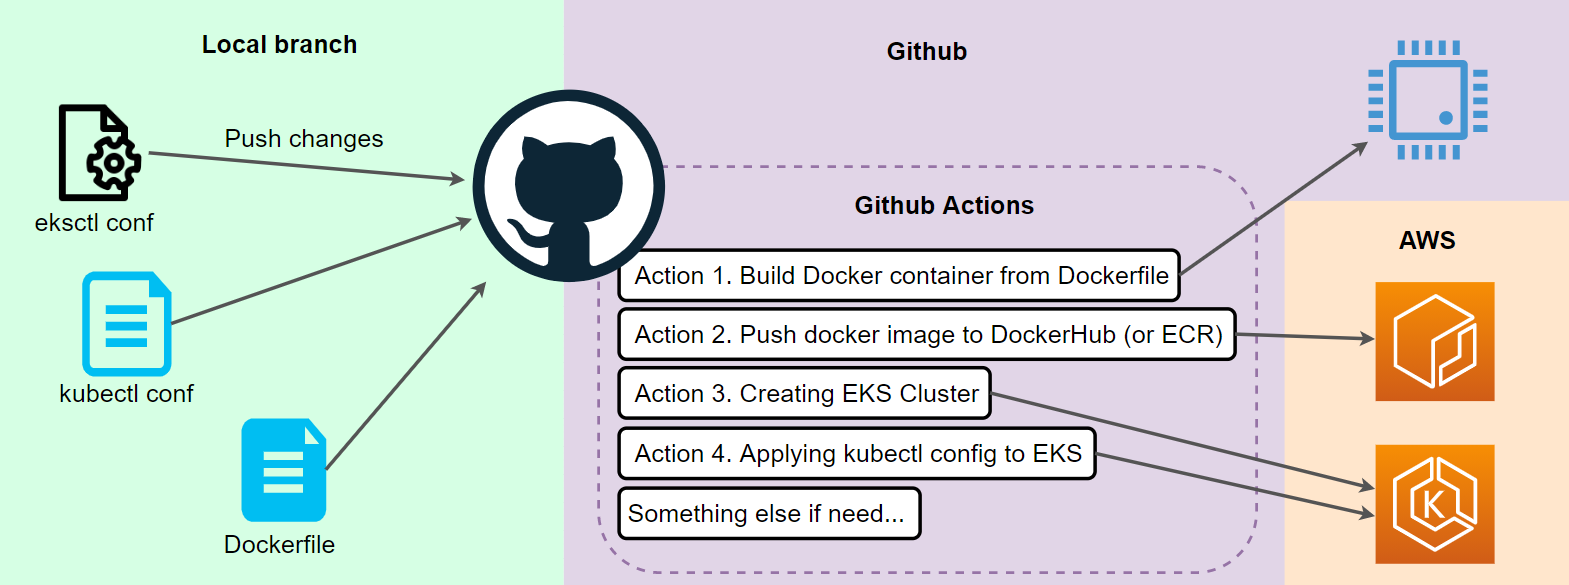 Local branch
Github
Push changes
eksctl conf
kubectl conf
Dockerfile
Github Actions
Action 1. Build Docker container from Dockerfile
Action 2. Push docker image to DockerHub (or ECR)
Action 3. Creating EKS Cluster
Action 4. Applying kubectl config to EKS
Something else if need...
AWS
K